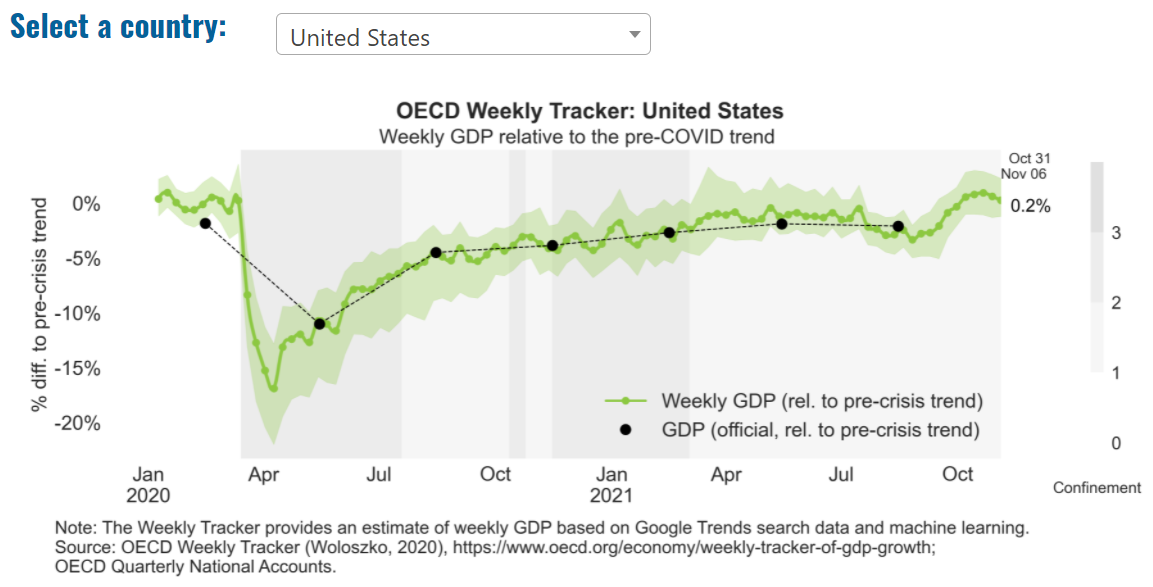 Select a country:
United States
OECD Weekly Tracker: United States
Weekly GDP relative to the pre-COVID trend
Oct 31
Nov 06
0.2%
% diff. to pre-crisis trend
0%
-5%
-10%
-15%
-20%
3
2
1
0
Confinement
Weekly GDP (rel. to pre-crisis trend)
GDP (official, rel. to pre-crisis trend)
Jan Apr Jul Oct Jan Apr Jul Oct
2020 2021
Note: The Weekly Tracker provides an estimate of weekly GDP based on Google Trends search data and machine learning.
Source: OECD Weekly Tracker (Woloszko, 2020), https://www.oecd.org/economy/weekly-tracker-of-gdp-growth;
OECD Quarterly National Accounts.